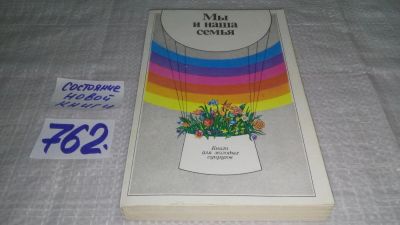 Мы
и наша
семья
Книга
для молодых
супругов
состояние
новой
книги
762.